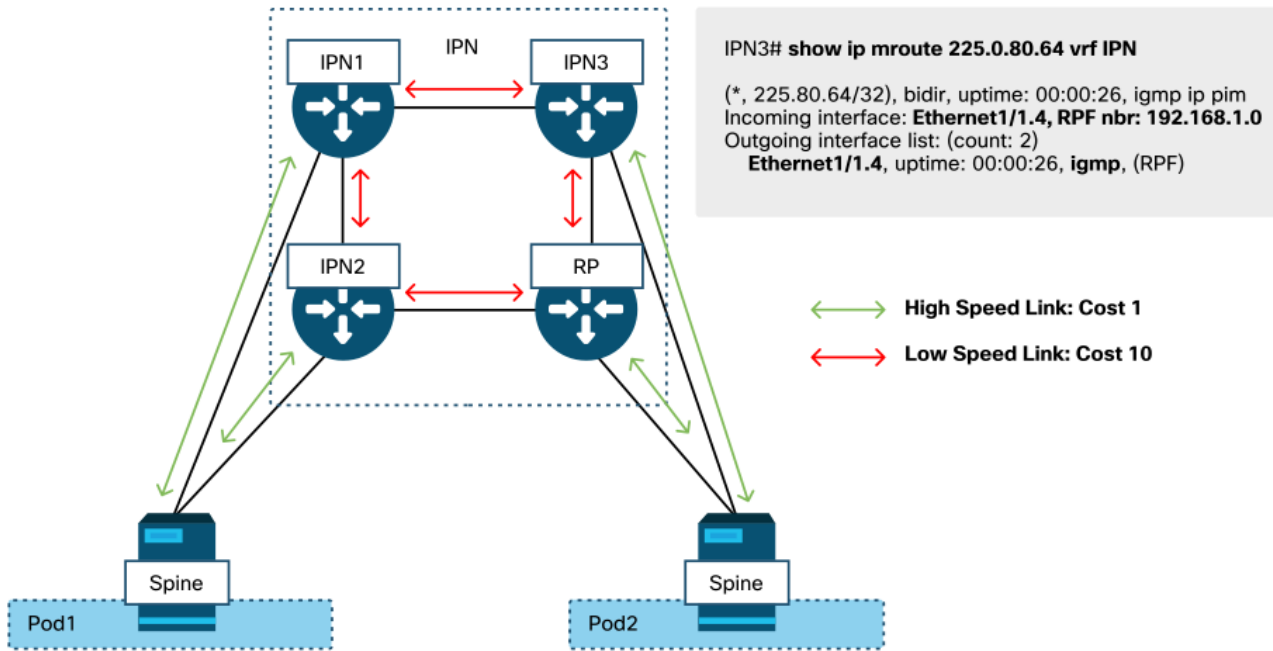 IPN
IPN1
IPN3
IPN2
RP
Spine
Pod1
Spine
Pod2
IPN3# show ip mroute 225.0.80.64 vrf IPN
(*, 225.80.64/32), bidir, uptime: 00:00:26, igmp ip pim
Incoming interface: Ethernet1/1.4, RPF nbr: 192.168.1.0
Outgoing interface list: (count: 2)
Ethernet1/1.4, uptime: 00:00:26, igmp, (RPF)
High Speed Link: Cost 1
Low Speed Link: Cost 10